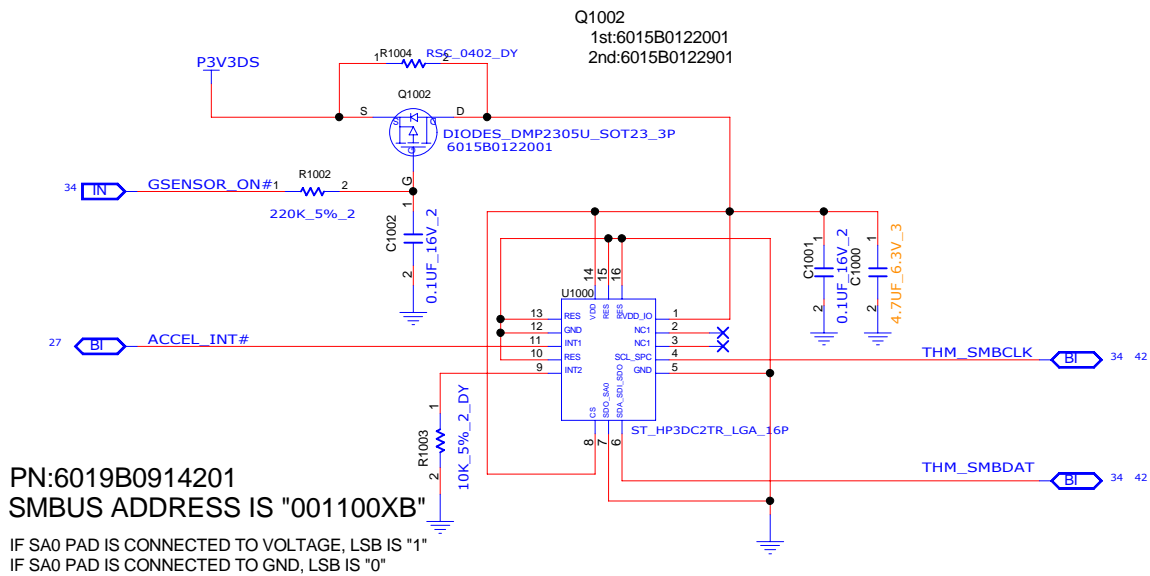 Q1002
1st:6015B0122001
2nd:6015B0122901
P3V3DS
1 R1004 2 RSC_0402_DY
Q1002
S D
S D
G
DIODES_DMP2305U_SOT23_3P
6015B0122001
G
34 IN GSENSOR_ON# 1 R1002 2
220K_5%_2
1 C1002 2 0.1UF_16V_2
1 C1001 2 0.1UF_16V_2
1 C1000 2 4.7UF_6.3V_3
14 15 16
U1000
VDD RES RES
13 RES VDD_IO 1
12 GND NC1 2
11 INT1 NC1 3
10 RES SCL_SPC 4
9 INT2 GND 5
CS SDO_SA0 SDA_SDI_SDO
8 7 6
ST_HP3DC2TR_LGA_16P
27 BI ACCEL_INT#
THM_SMBCLK BI 34 42
1 R1003 2 10K_5%_2_DY
THM_SMBDAT BI 34 42
PN:6019B0914201
SMBUS ADDRESS IS "001100XB"
IF SA0 PAD IS CONNECTED TO VOLTAGE, LSB IS "1"
IF SA0 PAD IS CONNECTED TO GND, LSB IS "0"